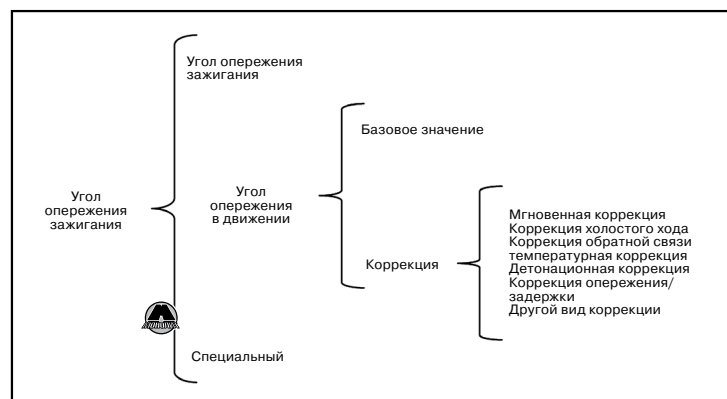 Угол опережения
зажигания
Базовое значение
Угол
опережения
зажигания
Угол
опережения
в движении
Мгновенная коррекция
Коррекция холостого хода
Коррекция обратной связи
температурная коррекция
Детонационная коррекция
Коррекция опережения/
задержки
Другой вид коррекции
Коррекция
Специальный